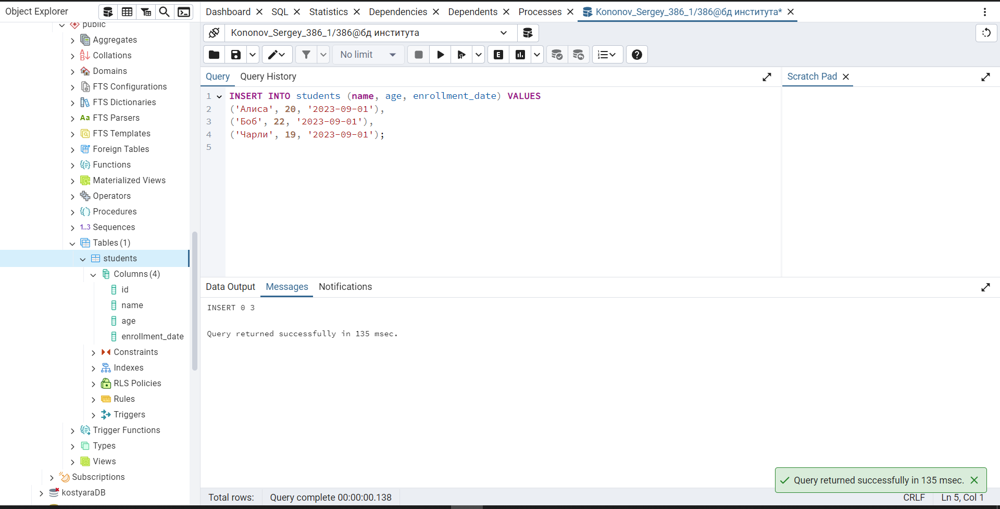 Object Explorer
public
Aggregates
Collations
Domains
FTS Configurations
FTS Dictionaries
Aa FTS Parsers
FTS Templates
Foreign Tables
Functions
Materialized Views
Operators
Procedures
1..3 Sequences
Tables (1)
students
Columns (4)
id
name
age
enrollment_date
Constraints
Indexes
RLS Policies
Rules
Triggers
Trigger Functions
Types
Views
Subscriptions
kostyaraDB
Dashboard SQL Statistics Dependencies Dependents Processes Kononov_Sergey_386_1/386@бд института*
Kononov_Sergey_386_1/386@бд института
No limit E
Query Query History
1 INSERT INTO students (name, age, enrollment_date) VALUES
2 ('Алиса', 20, '2023-09-01'),
3 ('Боб', 22, '2023-09-01'),
4 ('Чарли', 19, '2023-09-01');
5
Scratch Pad
Data Output Messages Notifications
INSERT 0 3
Query returned successfully in 135 msec.
Query returned successfully in 135 msec.
Total rows: Query complete 00:00:00.138 CRLF Ln 5, Col 1